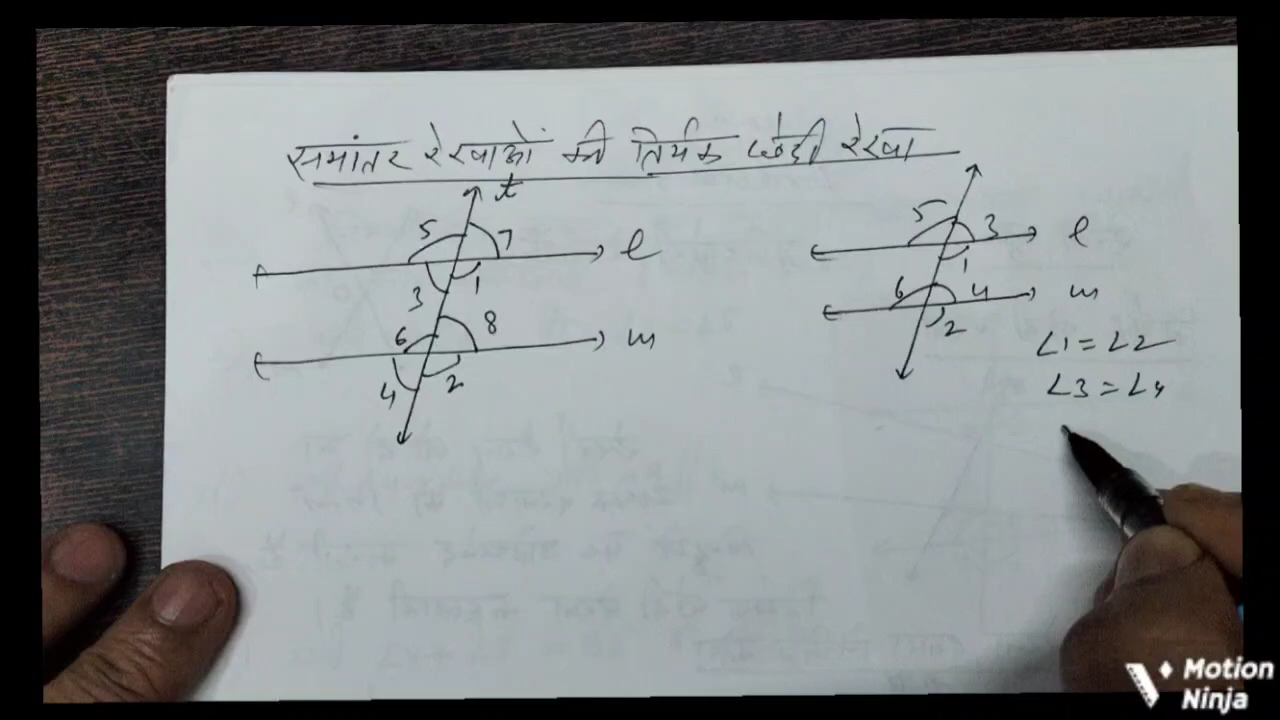 समांतर रेखाओं की तिर्यक छेदी रेखा
t
5 7 l
3 1
6 8 m
4 2
5 3 l
1
6 4 m
2
∠1 = ∠2
∠3 = ∠4
Motion
Ninja